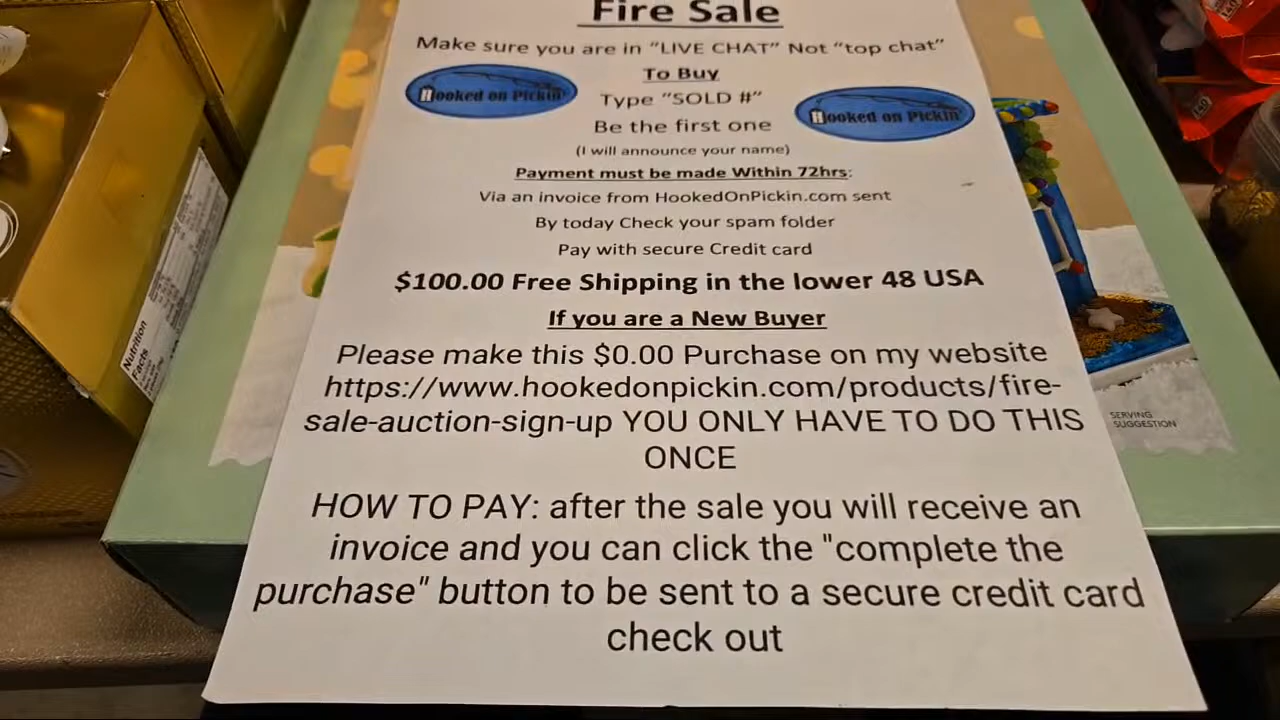 Fire Sale
Make sure you are in "LIVE CHAT" Not "top chat"
To Buy
Hooked on Pickin'
Type "SOLD #"
Hooked on Pickin'
Be the first one
(I will announce your name)
Payment must be made Within 72hrs:
Via an invoice from HookedOnPickin.com sent
By today Check your spam folder
Pay with secure Credit card
$100.00 Free Shipping in the lower 48 USA
If you are a New Buyer
Please make this $0.00 Purchase on my website
https://www.hookedonpickin.com/products/fire-
sale-auction-sign-up YOU ONLY HAVE TO DO THIS
ONCE
HOW TO PAY: after the sale you will receive an
invoice and you can click the "complete the
purchase" button to be sent to a secure credit card
check out
Nutrition
Facts
SERVING
SUGGESTION